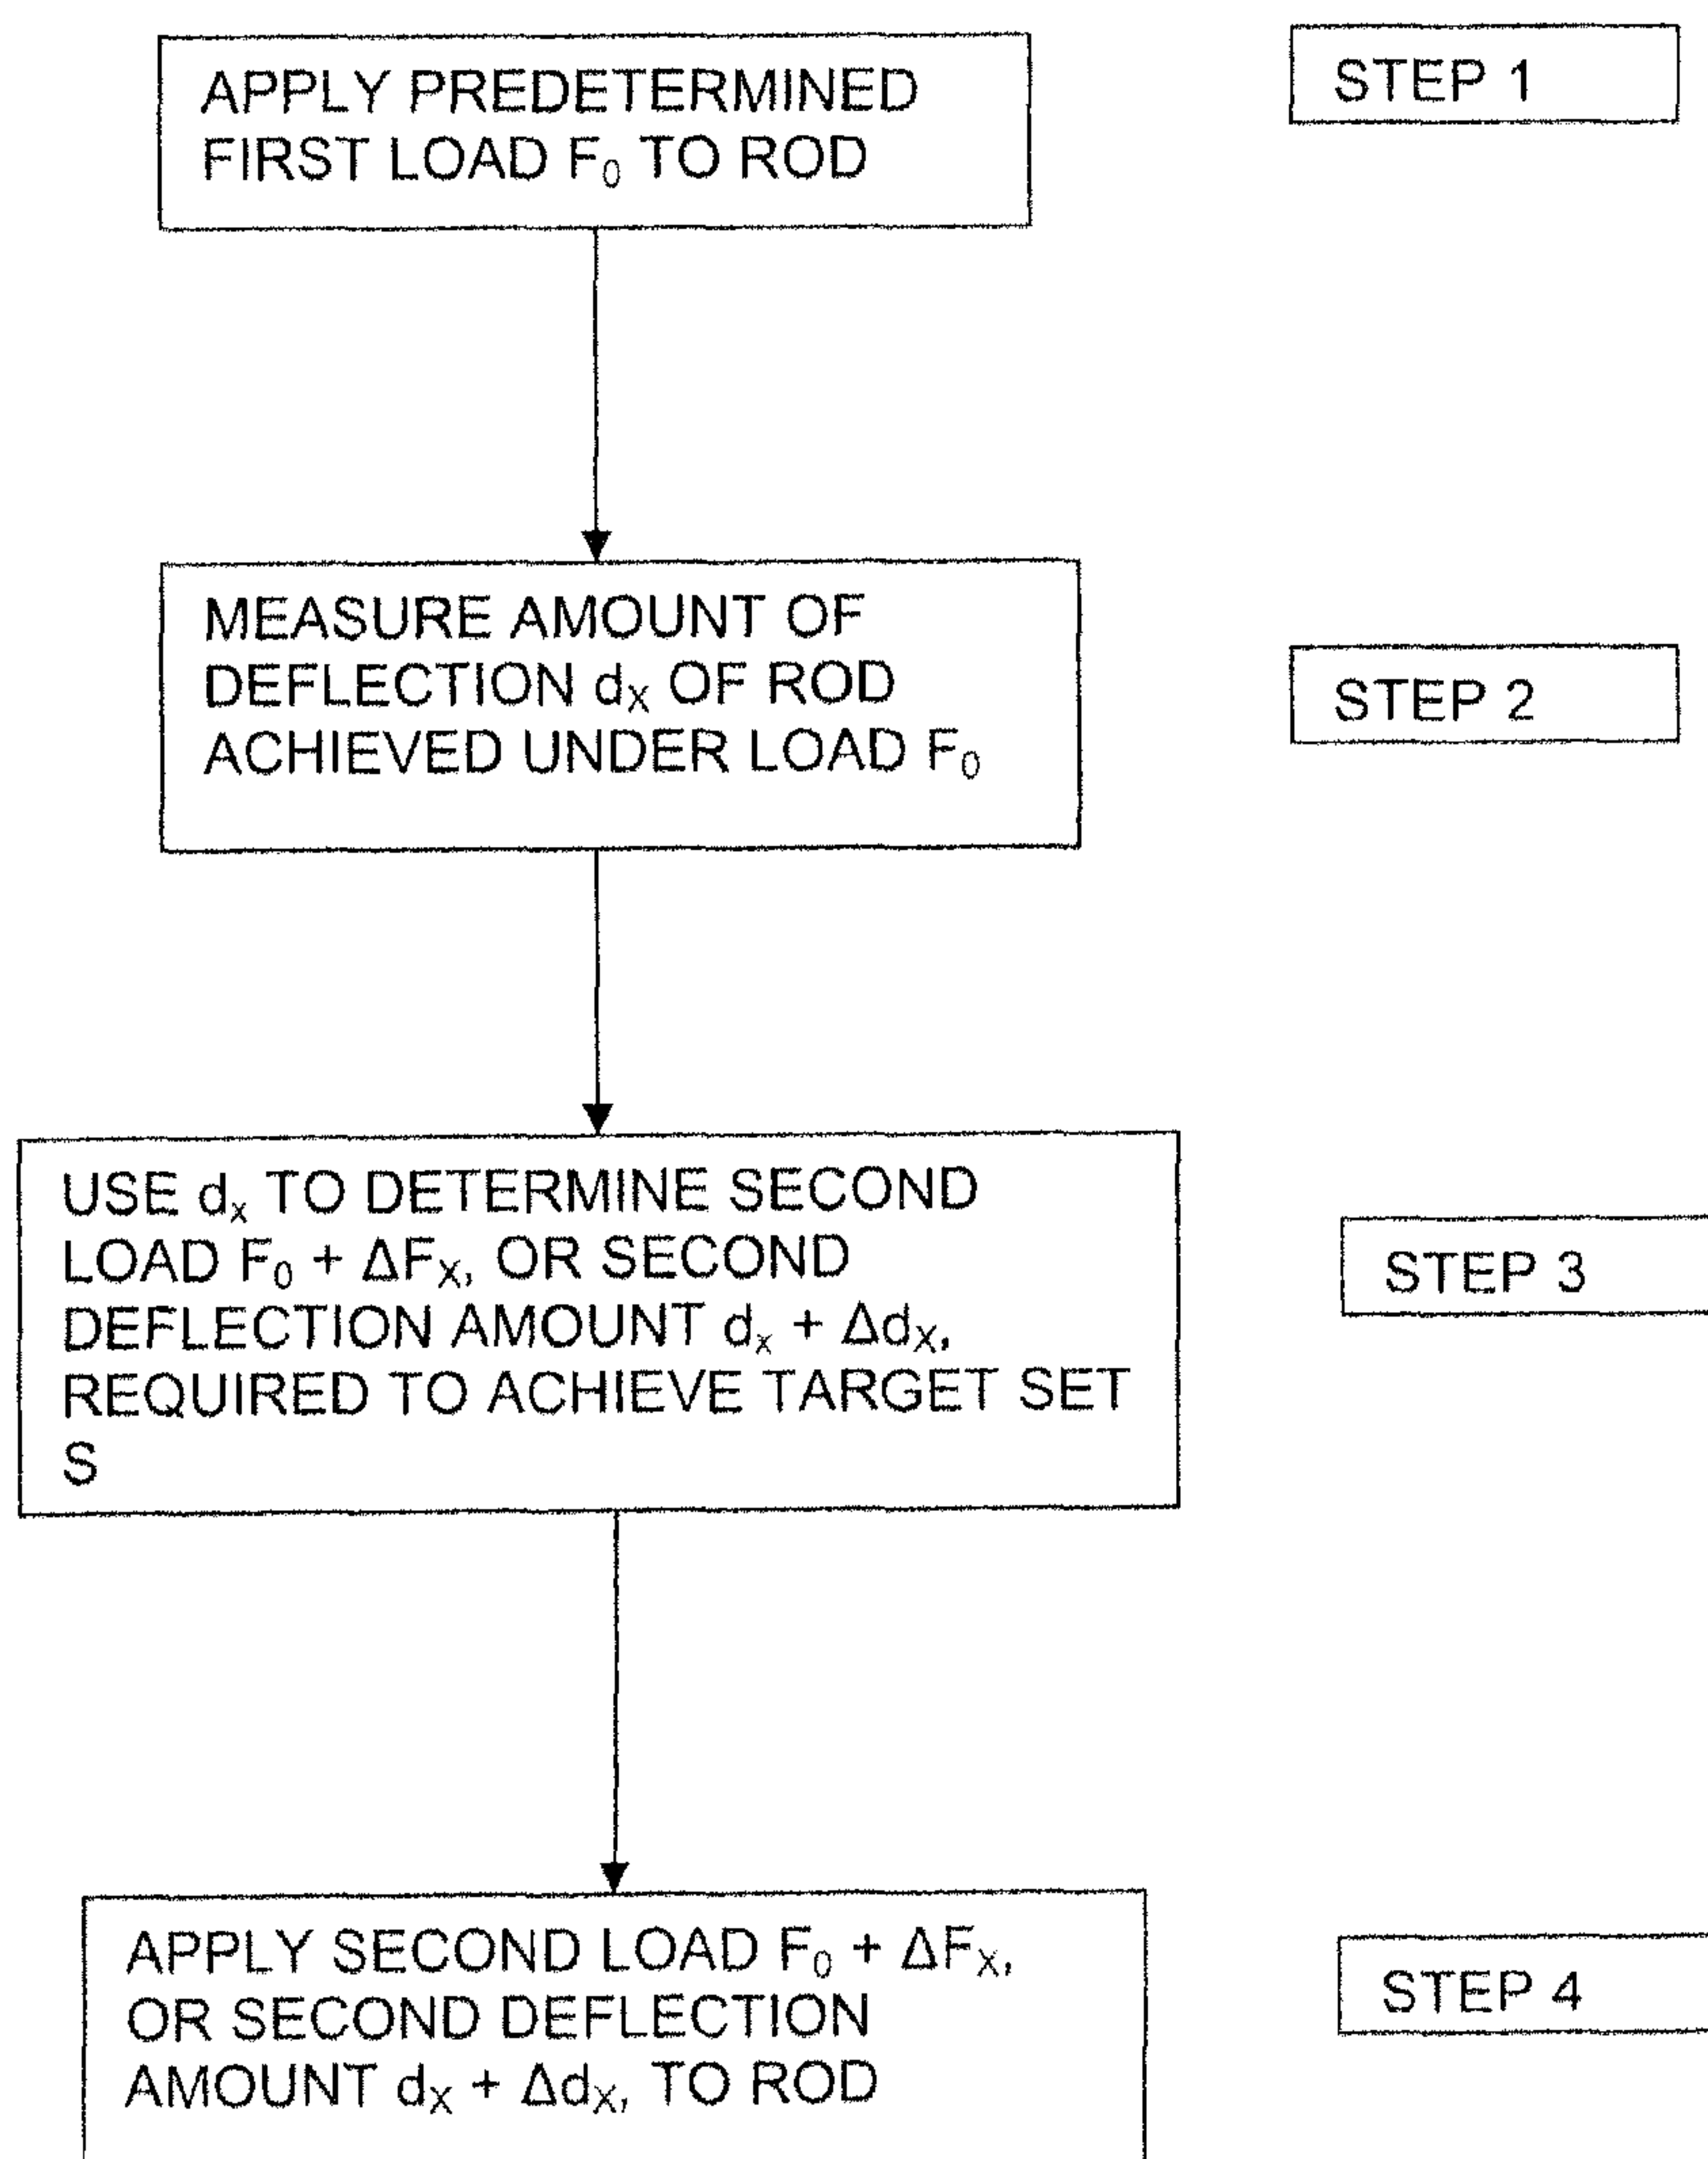 APPLY PREDETERMINED
FIRST LOAD F₀ TO ROD
STEP 1
MEASURE AMOUNT OF
DEFLECTION dₓ OF ROD
ACHIEVED UNDER LOAD F₀
STEP 2
USE dₓ TO DETERMINE SECOND
LOAD F₀ + ΔFₓ, OR SECOND
DEFLECTION AMOUNT dₓ + Δdₓ,
REQUIRED TO ACHIEVE TARGET SET
S
STEP 3
APPLY SECOND LOAD F₀ + ΔFₓ,
OR SECOND DEFLECTION
AMOUNT dₓ + Δdₓ, TO ROD
STEP 4